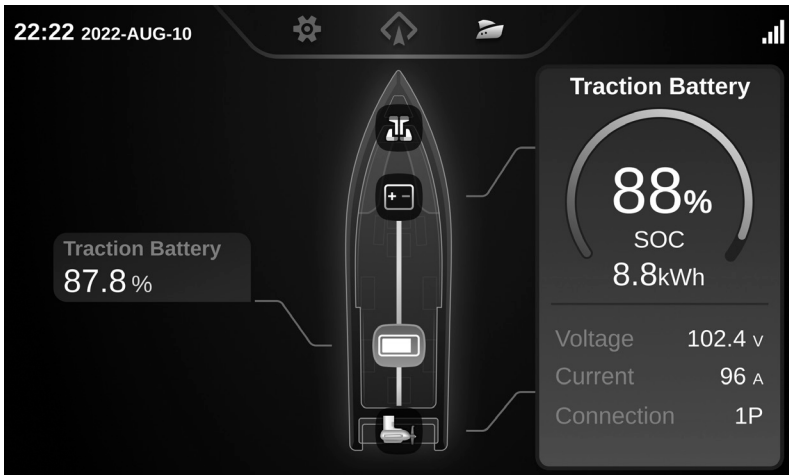 22:22 2022-AUG-10
Traction Battery
87.8 %
Traction Battery
88%
SOC
8.8kWh
Voltage 102.4 V
Current 96 A
Connection 1P